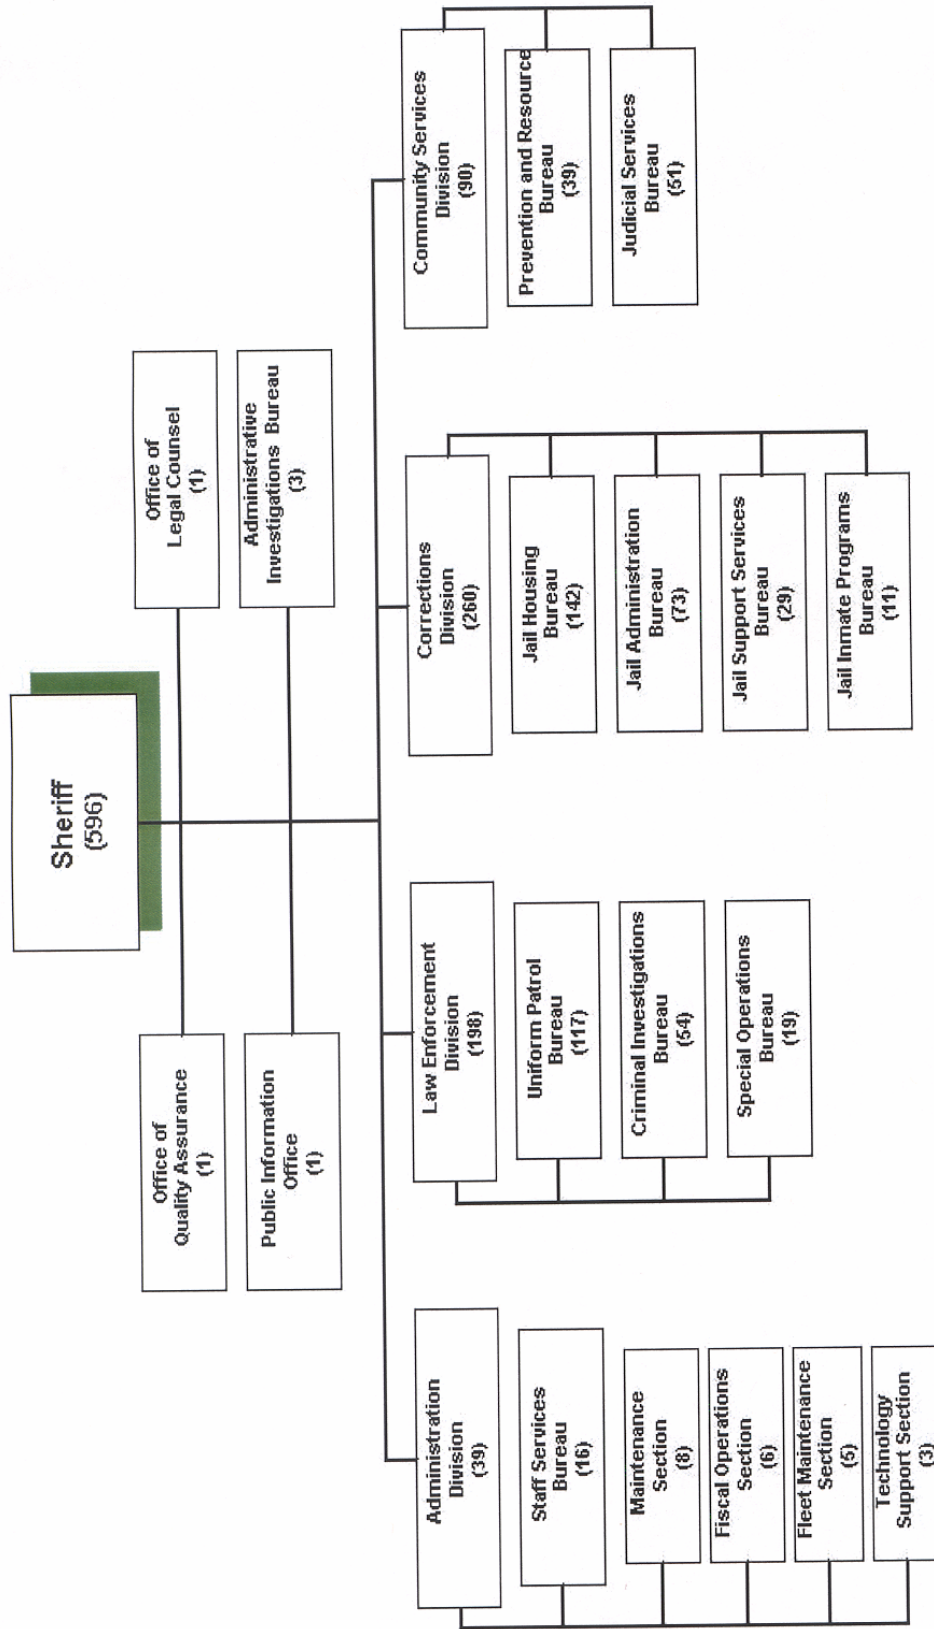 Sheriff
(596)
Office of
Quality Assurance
(1)
Office of
Legal Counsel
(1)
Public Information
Office
(1)
Administrative
Investigations Bureau
(3)
Administration
Division
(39)
Staff Services
Bureau
(16)
Maintenance
Section
(8)
Fiscal Operations
Section
(6)
Fleet Maintenance
Section
(5)
Technology
Support Section
(3)
Law Enforcement
Division
(198)
Uniform Patrol
Bureau
(117)
Criminal Investigations
Bureau
(54)
Special Operations
Bureau
(19)
Corrections
Division
(260)
Jail Housing
Bureau
(142)
Jail Administration
Bureau
(73)
Jail Support Services
Bureau
(29)
Jail Inmate Programs
Bureau
(11)
Community Services
Division
(90)
Prevention and Resource
Bureau
(39)
Judicial Services
Bureau
(51)